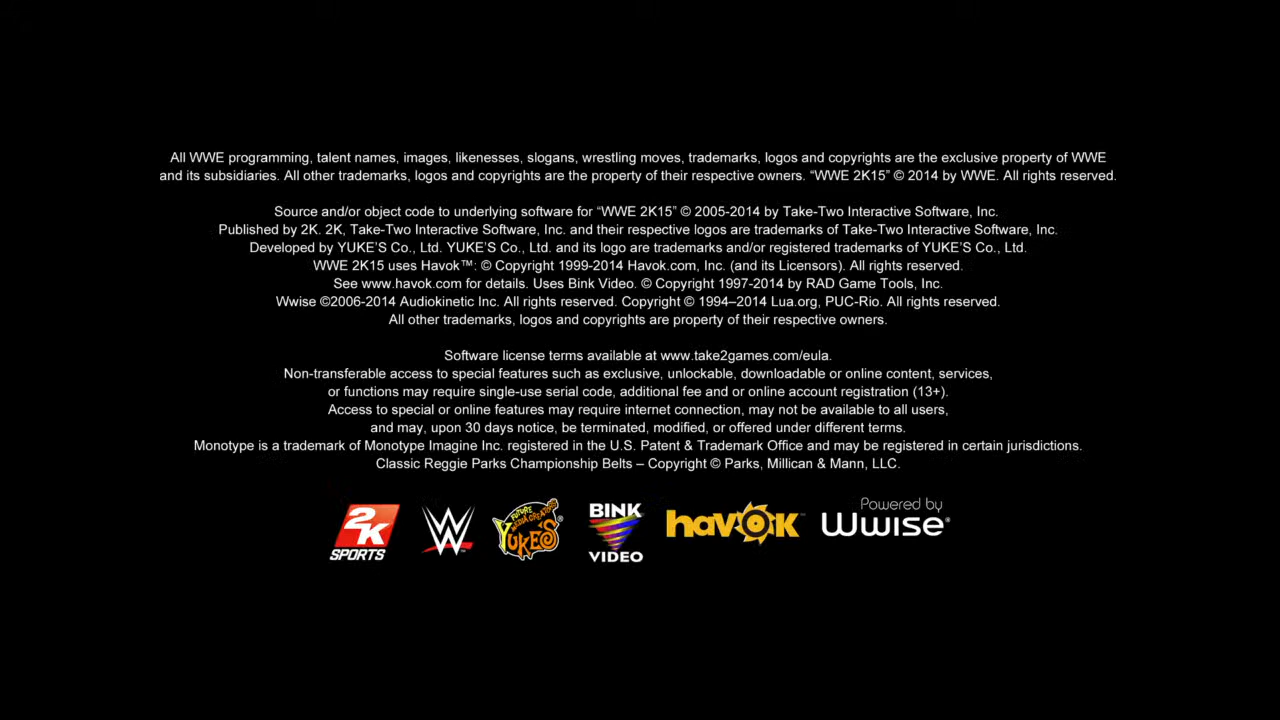 All WWE programming, talent names, images, likenesses, slogans, wrestling moves, trademarks, logos and copyrights are the exclusive property of WWE
and its subsidiaries. All other trademarks, logos and copyrights are the property of their respective owners. “WWE 2K15” © 2014 by WWE. All rights reserved.
Source and/or object code to underlying software for “WWE 2K15” © 2005-2014 by Take-Two Interactive Software, Inc.
Published by 2K. 2K, Take-Two Interactive Software, Inc. and their respective logos are trademarks of Take-Two Interactive Software, Inc.
Developed by YUKE’S Co., Ltd. YUKE’S Co., Ltd. and its logo are trademarks and/or registered trademarks of YUKE’S Co., Ltd.
WWE 2K15 uses Havok™: © Copyright 1999-2014 Havok.com, Inc. (and its Licensors). All rights reserved.
See www.havok.com for details. Uses Bink Video. © Copyright 1997-2014 by RAD Game Tools, Inc.
Wwise ©2006-2014 Audiokinetic Inc. All rights reserved. Copyright © 1994–2014 Lua.org, PUC-Rio. All rights reserved.
All other trademarks, logos and copyrights are property of their respective owners.
Software license terms available at www.take2games.com/eula.
Non-transferable access to special features such as exclusive, unlockable, downloadable or online content, services,
or functions may require single-use serial code, additional fee and or online account registration (13+).
Access to special or online features may require internet connection, may not be available to all users,
and may, upon 30 days notice, be terminated, modified, or offered under different terms.
Monotype is a trademark of Monotype Imagine Inc. registered in the U.S. Patent & Trademark Office and may be registered in certain jurisdictions.
Classic Reggie Parks Championship Belts – Copyright © Parks, Millican & Mann, LLC.
2K SPORTS
W
FUTURE MEDIA CREATOR YUKE'S®
BINK VIDEO
havok™
Powered by Wwise®